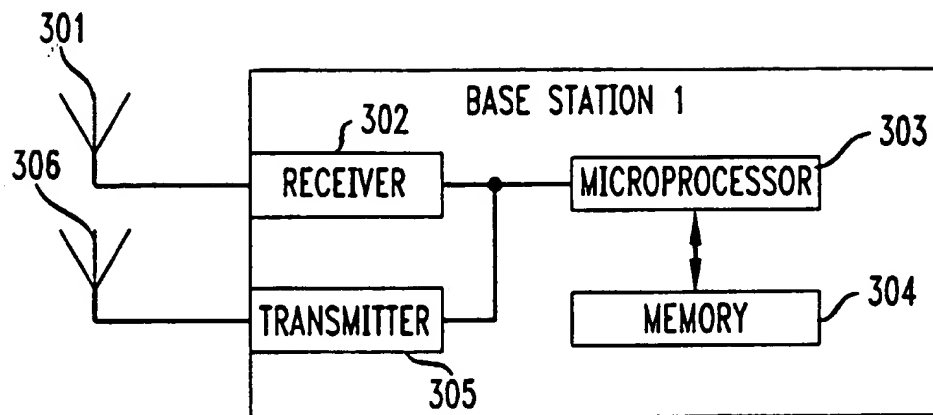 301
BASE STATION 1
302
303
306
RECEIVER
MICROPROCESSOR
TRANSMITTER
MEMORY
304
305